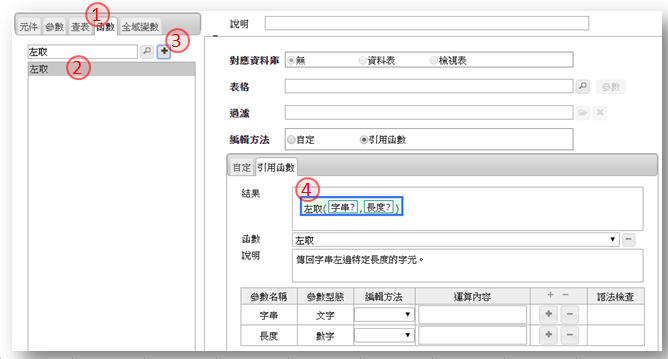 元件 參數 查表 函數 全域變數
1
左取
3
左取
2
說明
對應資料庫 無 資料表 檢視表
表格 參數
過濾
編輯方法 自定 引用函數
自定 引用函數
4
結果
左取( 字串? , 長度? )
函數 左取
說明 傳回字串左邊特定長度的字元。
參數名稱 參數型態 編輯方法 運算內容 + − 語法檢查
字串 文字 + −
長度 數字 + −